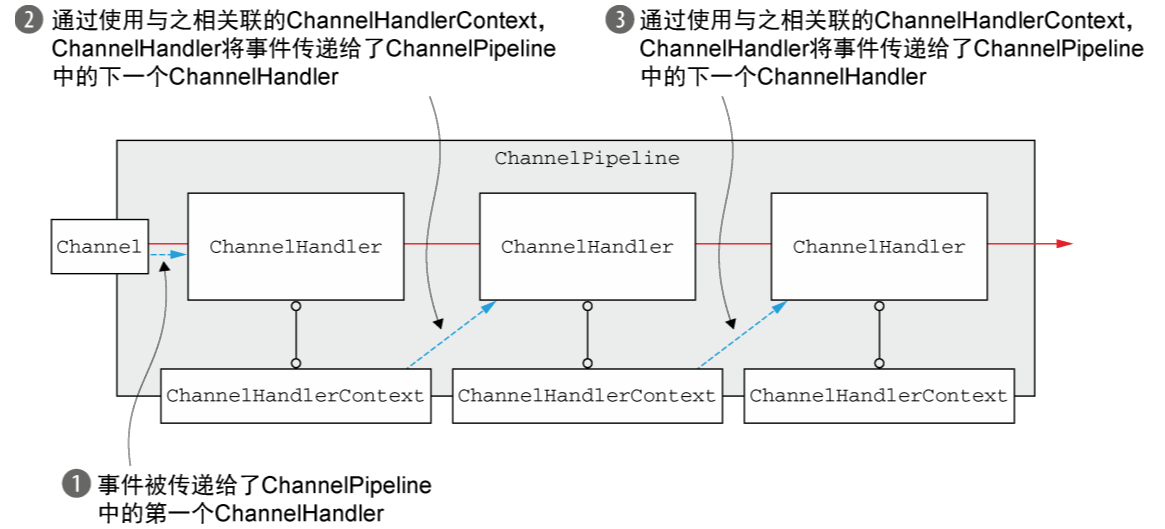 2 通过使用与之相关联的ChannelHandlerContext，
ChannelHandler将事件传递给了ChannelPipeline
中的下一个ChannelHandler
3 通过使用与之相关联的ChannelHandlerContext，
ChannelHandler将事件传递给了ChannelPipeline
中的下一个ChannelHandler
ChannelPipeline
Channel
ChannelHandler
ChannelHandler
ChannelHandler
ChannelHandlerContext
ChannelHandlerContext
ChannelHandlerContext
1 事件被传递给了ChannelPipeline
中的第一个ChannelHandler